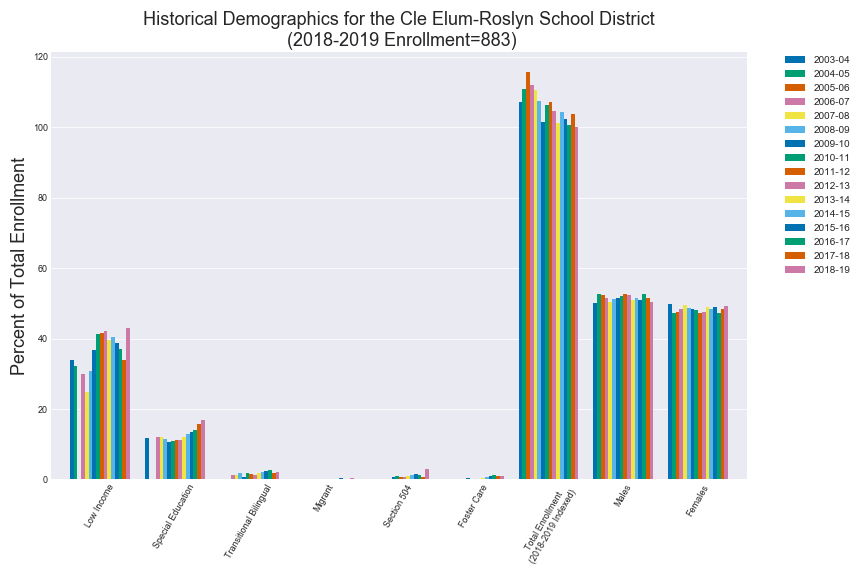 Historical Demographics for the Cle Elum-Roslyn School District
(2018-2019 Enrollment=883)
Percent of Total Enrollment
120
100
80
60
40
20
0
Low Income
Special Education
Transitional Bilingual
Migrant
Section 504
Foster Care
Total Enrollment
(2018-2019 Indexed)
Males
Females
2003-04
2004-05
2005-06
2006-07
2007-08
2008-09
2009-10
2010-11
2011-12
2012-13
2013-14
2014-15
2015-16
2016-17
2017-18
2018-19